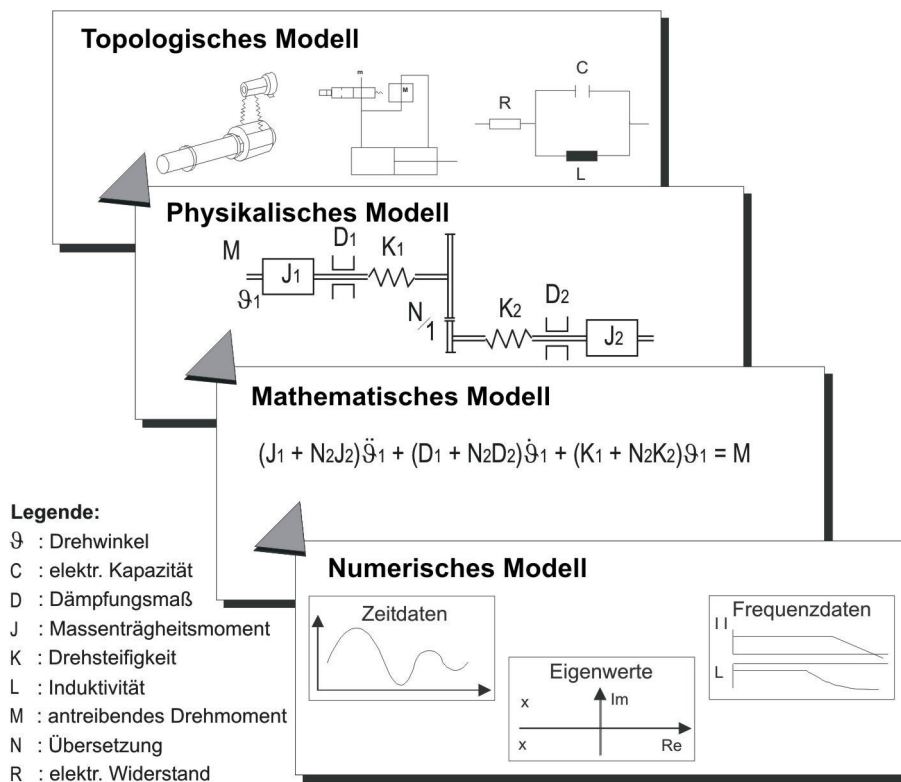 Topologisches Modell
m
M
C
R
L
Physikalisches Modell
M
D1
K1
J1
ϑ1
N/1
K2
D2
J2
Mathematisches Modell
(J1 + N2J2)ϑ̈1 + (D1 + N2D2)ϑ̇1 + (K1 + N2K2)ϑ1 = M
Legende:
ϑ : Drehwinkel
C : elektr. Kapazität
D : Dämpfungsmaß
J : Massenträgheitsmoment
K : Drehsteifigkeit
L : Induktivität
M : antreibendes Drehmoment
N : Übersetzung
R : elektr. Widerstand
Numerisches Modell
Zeitdaten
Eigenwerte
x
Im
x
Re
Frequenzdaten
| |
L